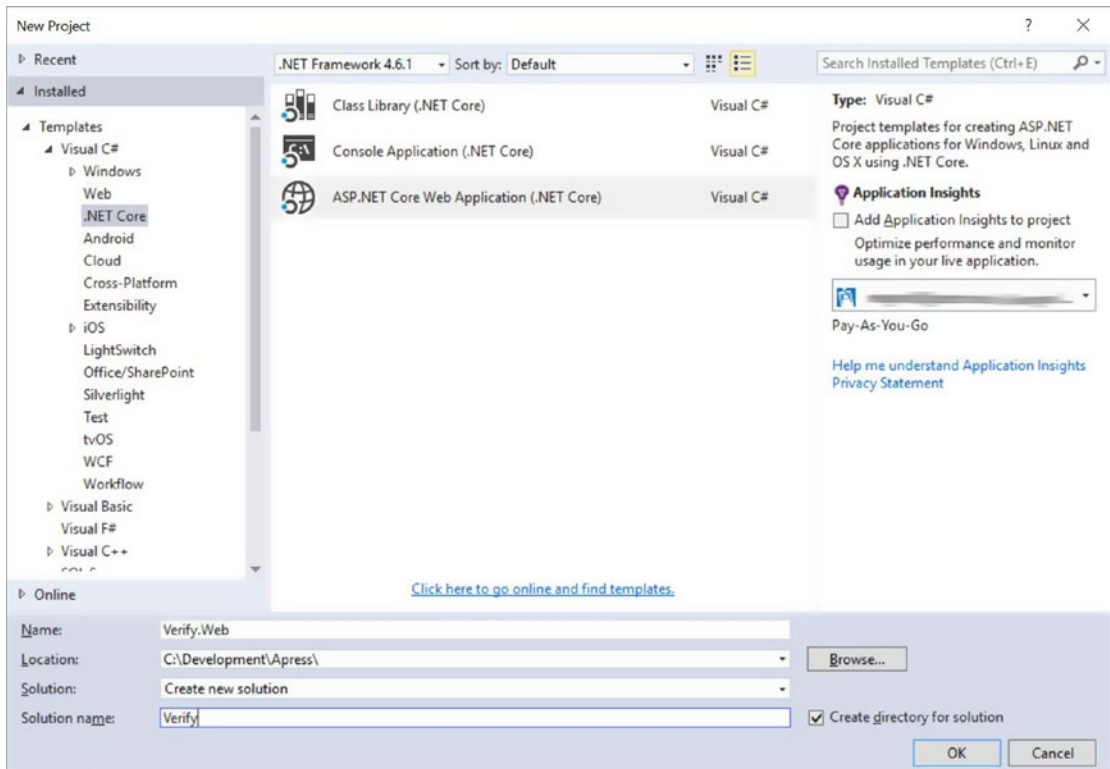 New Project
?
Recent
Installed
Templates
Visual C#
Windows
Web
.NET Core
Android
Cloud
Cross-Platform
Extensibility
iOS
LightSwitch
Office/SharePoint
Silverlight
Test
tvOS
WCF
Workflow
Visual Basic
Visual F#
Visual C++
Online
.NET Framework 4.6.1 Sort by: Default
Class Library (.NET Core) Visual C#
Console Application (.NET Core) Visual C#
ASP.NET Core Web Application (.NET Core) Visual C#
Click here to go online and find templates.
Search Installed Templates (Ctrl+E)
Type: Visual C#
Project templates for creating ASP.NET
Core applications for Windows, Linux and
OS X using .NET Core.
Application Insights
Add Application Insights to project
Optimize performance and monitor
usage in your live application.
Pay-As-You-Go
Help me understand Application Insights
Privacy Statement
Name: Verify.Web
Location: C:\Development\Apress\ Browse...
Solution: Create new solution
Solution name: Verify Create directory for solution
OK Cancel